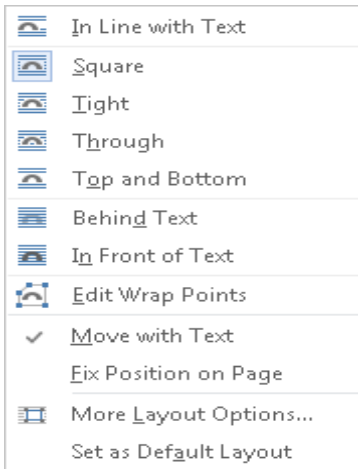 In Line with Text
Square
Tight
Through
Top and Bottom
Behind Text
In Front of Text
Edit Wrap Points
Move with Text
Fix Position on Page
More Layout Options...
Set as Default Layout